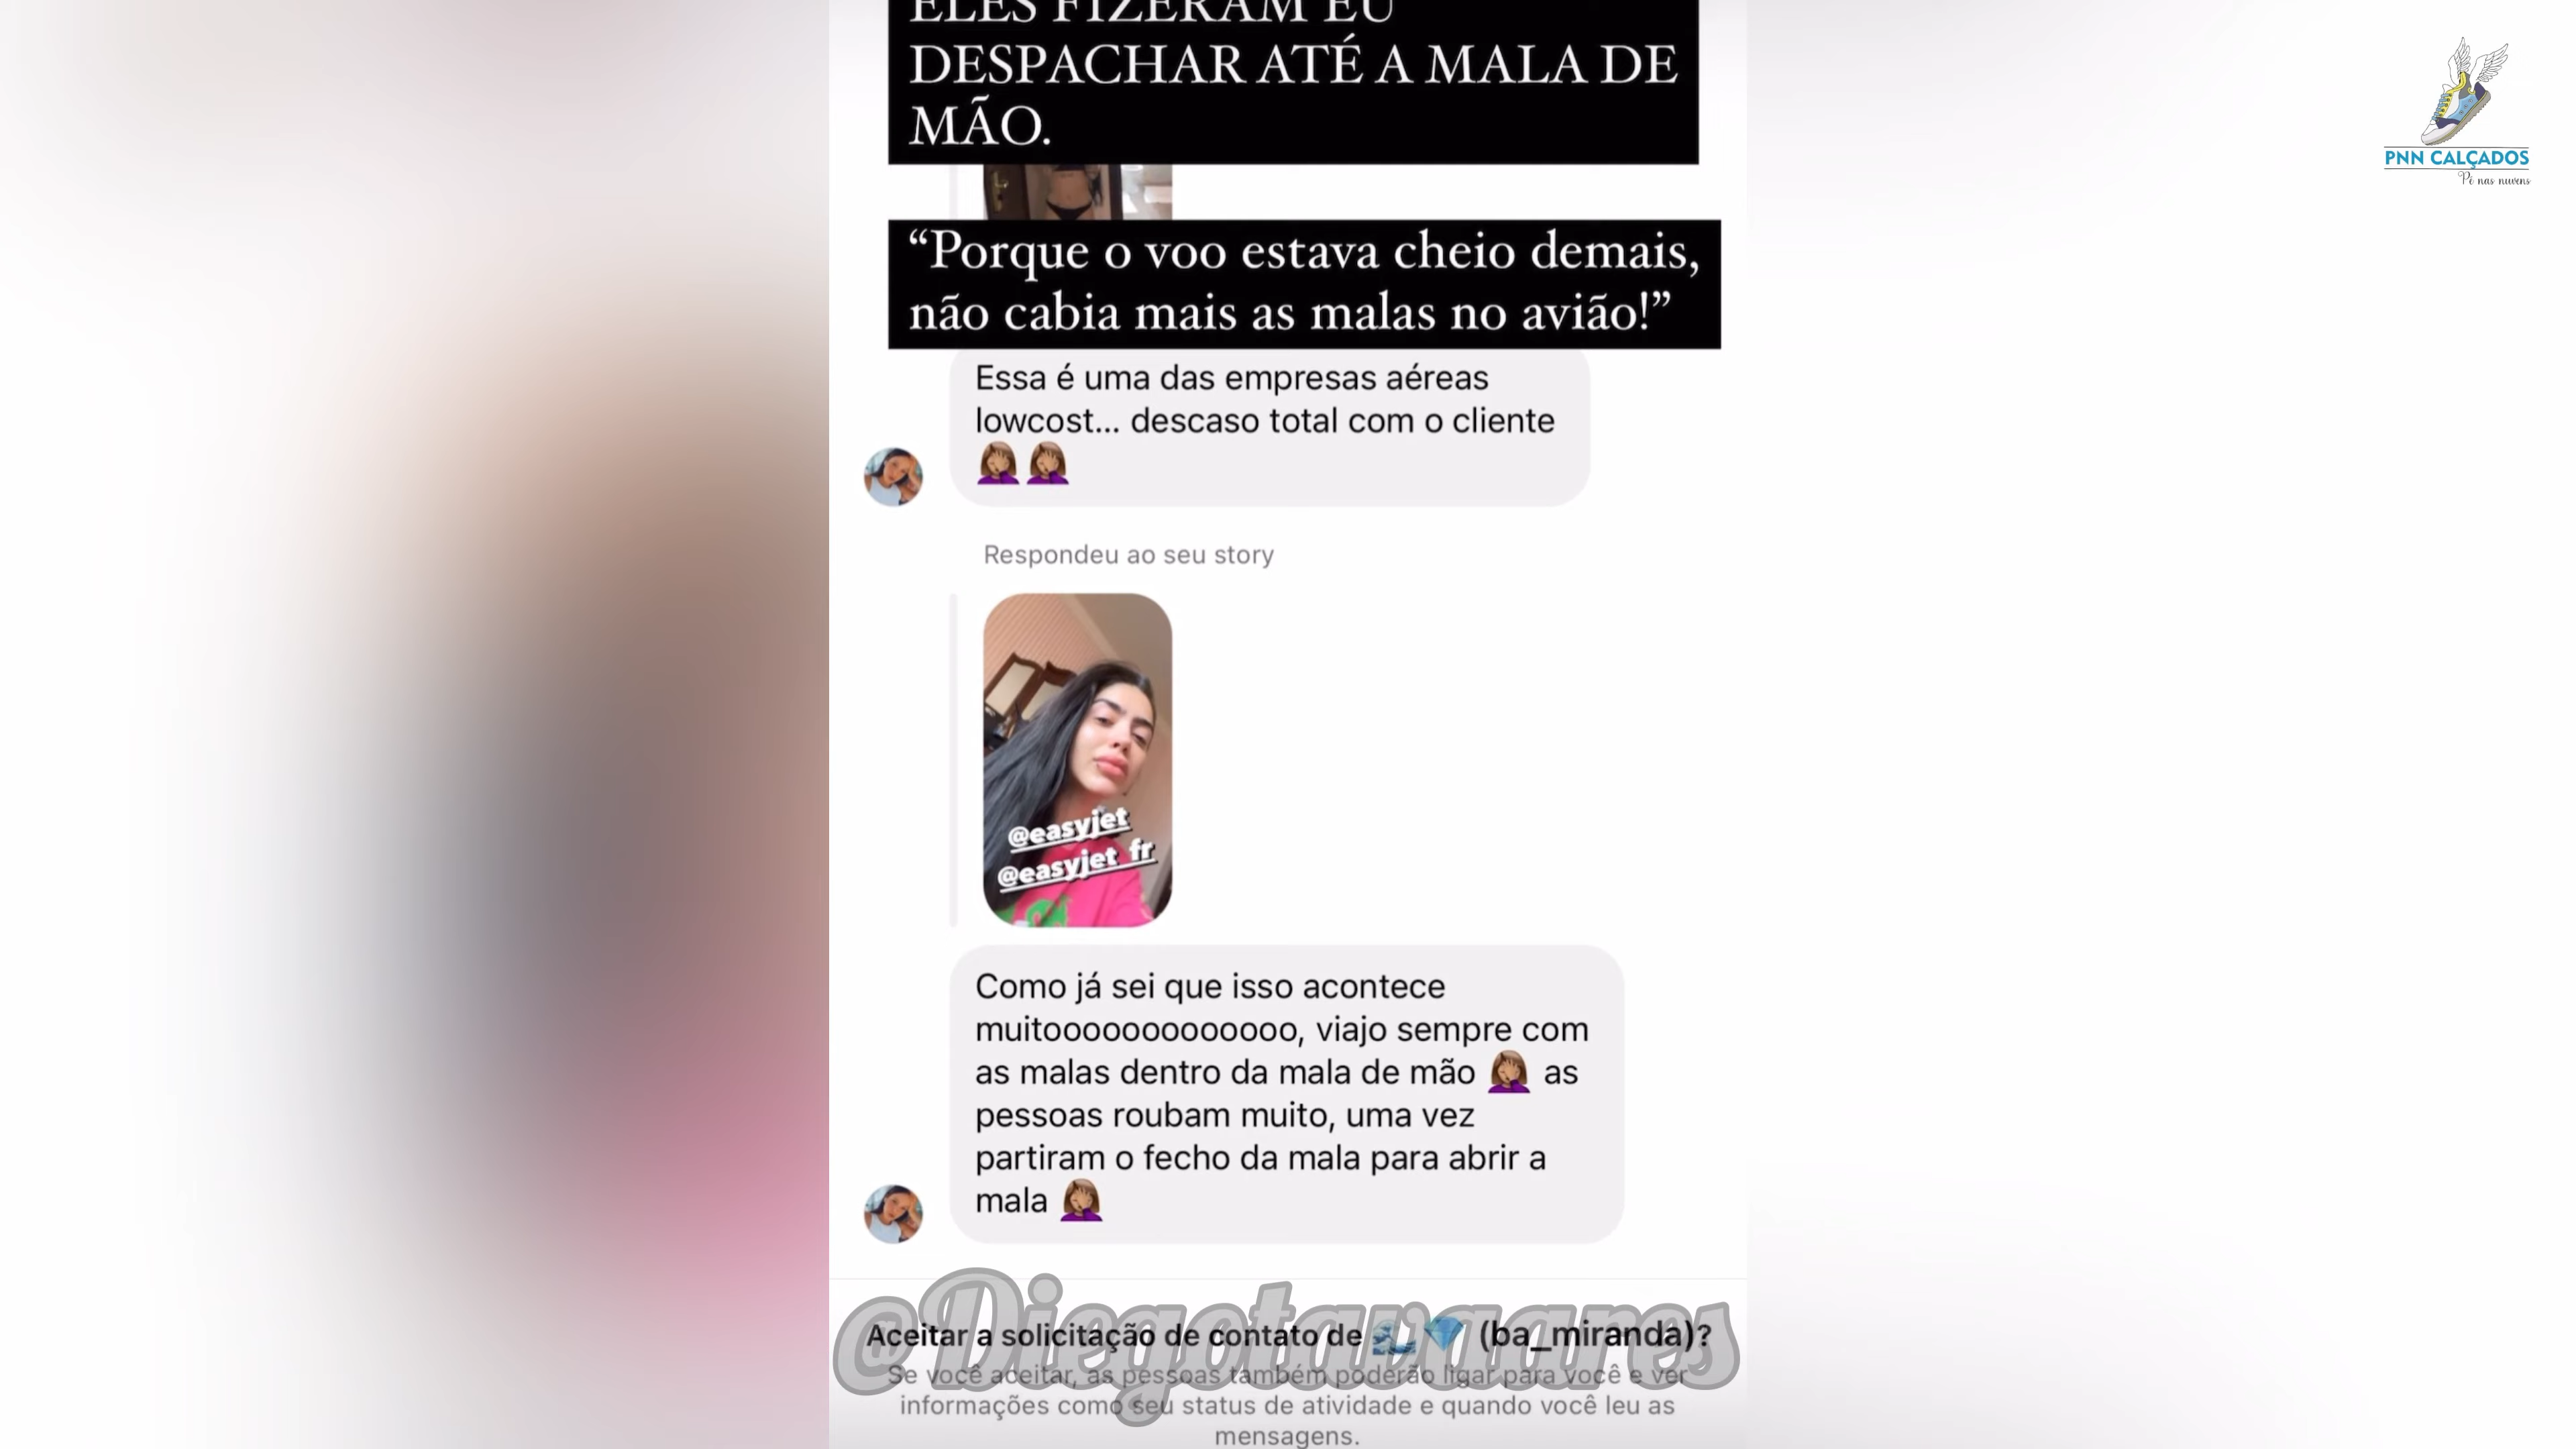 ELES FIZERAM EU
DESPACHAR ATÉ A MALA DE
MÃO.
PNN CALÇADOS
Pé nas nuvens
“Porque o voo estava cheio demais,
não cabia mais as malas no avião!”
Essa é uma das empresas aéreas
lowcost... descaso total com o cliente
🤦🏽‍♀️🤦🏽‍♀️
Respondeu ao seu story
@easyjet
@easyjet_fr
Como já sei que isso acontece
muitooooooooooooo, viajo sempre com
as malas dentro da mala de mão 🤦🏽‍♀️ as
pessoas roubam muito, uma vez
partiram o fecho da mala para abrir a
mala 🤦🏽‍♀️
@Diegotavaares
Aceitar a solicitação de contato de 🌊💎 (ba_miranda)?
Se você aceitar, as pessoas também poderão ligar para você e ver
informações como seu status de atividade e quando você leu as
mensagens.